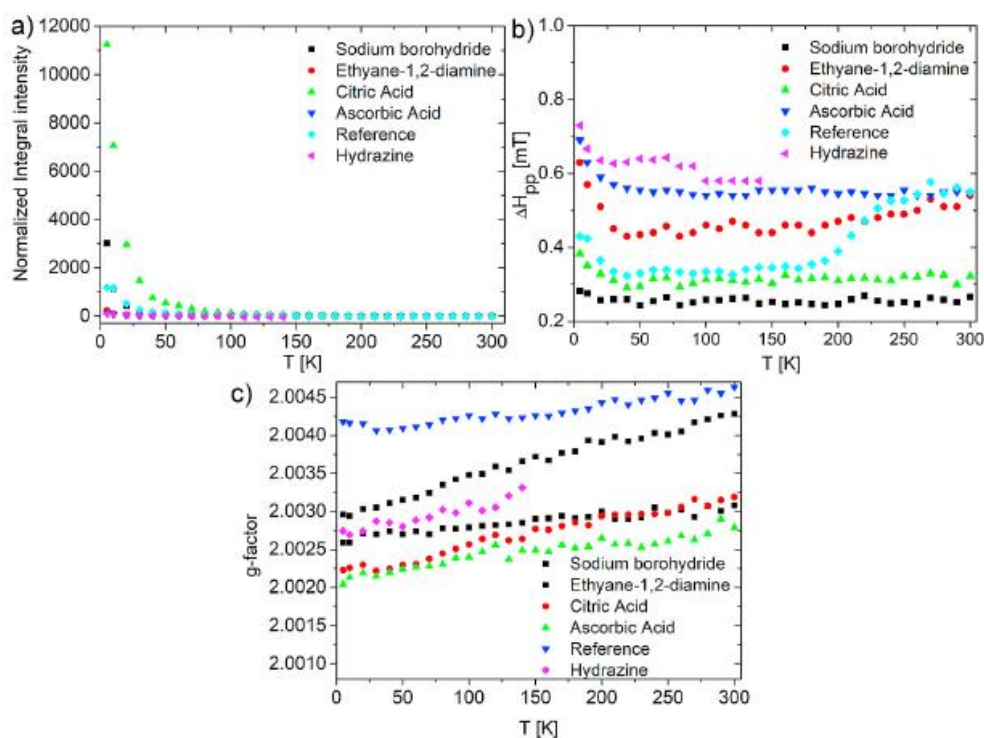 a)
12000
10000
8000
6000
4000
2000
0
Normalized Integral intensity
Sodium borohydride
Ethyane-1,2-diamine
Citric Acid
Ascorbic Acid
Reference
Hydrazine
0 50 100 150 200 250 300
T [K]
b)
1.0
0.8
0.6
0.4
0.2
ΔHpp [mT]
Sodium borohydride
Ethyane-1,2-diamine
Citric Acid
Ascorbic Acid
Reference
Hydrazine
0 50 100 150 200 250 300
T [K]
c)
2.0045
2.0040
2.0035
2.0030
2.0025
2.0020
2.0015
2.0010
g-factor
Sodium borohydride
Ethyane-1,2-diamine
Citric Acid
Ascorbic Acid
Reference
Hydrazine
0 50 100 150 200 250 300
T [K]